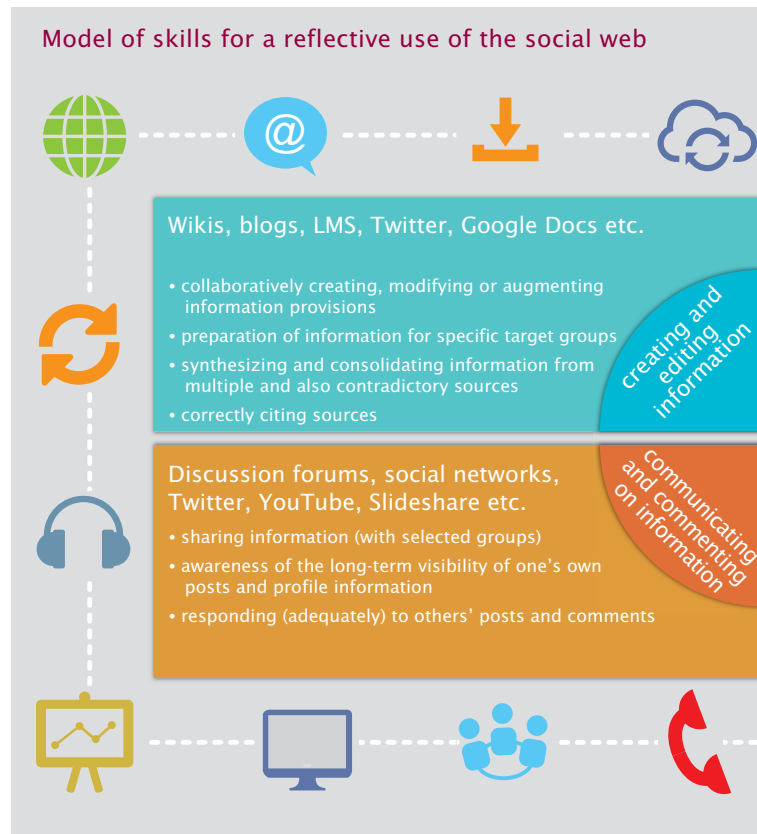 Model of skills for a reflective use of the social web
@
Wikis, blogs, LMS, Twitter, Google Docs etc.
• collaboratively creating, modifying or augmenting
information provisions
• preparation of information for specific target groups
• synthesizing and consolidating information from
multiple and also contradictory sources
• correctly citing sources
creating and
editing
information
Discussion forums, social networks,
Twitter, YouTube, Slideshare etc.
• sharing information (with selected groups)
• awareness of the long-term visibility of one’s own
posts and profile information
• responding (adequately) to others’ posts and comments
communicating
and commenting
on information